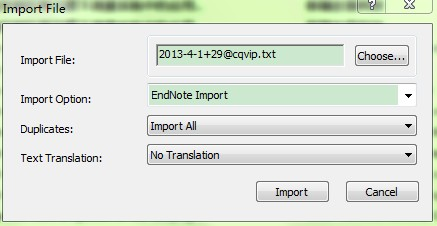 Import File
Import File:
2013-4-1+29@cqvip.txt
Choose...
Import Option:
EndNote Import
Duplicates:
Import All
Text Translation:
No Translation
Import
Cancel